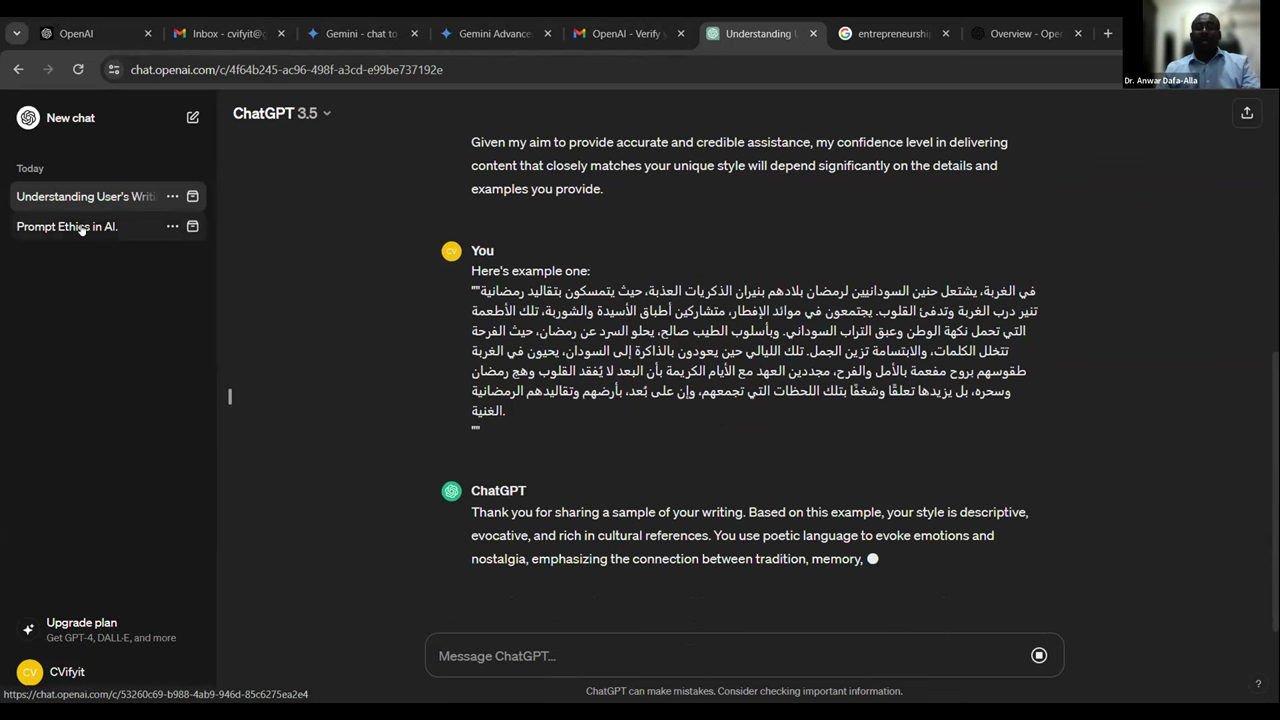 OpenAI
Inbox - cvifyit@g
Gemini - chat to
Gemini Advance
OpenAI - Verify y
Understanding U
entrepreneurshi
Overview - Open
chat.openai.com/c/4f64b245-ac96-498f-a3cd-e99be737192e
Dr. Anwar Dafa-Alla
New chat
ChatGPT 3.5
Today
Understanding User's Writi
Prompt Ethics in AI.
Given my aim to provide accurate and credible assistance, my confidence level in delivering
content that closely matches your unique style will depend significantly on the details and
examples you provide.
CV
You
Here's example one:
""في الغربة، يشتعل حنين السودانيين لرمضان بلادهم بنيران الذكريات العذبة، حيث يتمسكون بتقاليد رمضانية
تنير درب الغربة وتدفئ القلوب. يجتمعون في موائد الإفطار، متشاركين أطباق الأسيدة والشوربة، تلك الأطعمة
التي تحمل نكهة الوطن وعبق التراب السوداني. وبأسلوب الطيب صالح، يحلو السرد عن رمضان، حيث الفرحة
تتخلل الكلمات، والابتسامة تزين الجمل. تلك الليالي حين يعودون بالذاكرة إلى السودان، يحيون في الغربة
طقوسهم بروح مفعمة بالأمل والفرح، مجددين العهد مع الأيام الكريمة بأن البعد لا يُفقد القلوب وهج رمضان
وسحره، بل يزيدها تعلقًا وشغفًا بتلك اللحظات التي تجمعهم، وإن على بُعد، بأرضهم وتقاليدهم الرمضانية
الغنية.
""
ChatGPT
Thank you for sharing a sample of your writing. Based on this example, your style is descriptive,
evocative, and rich in cultural references. You use poetic language to evoke emotions and
nostalgia, emphasizing the connection between tradition, memory,
Upgrade plan
Get GPT-4, DALL·E, and more
Message ChatGPT...
CV
CVifyit
ChatGPT can make mistakes. Consider checking important information.
?
https://chat.openai.com/c/53260c69-b988-4ab9-946d-85c6275ea2e4